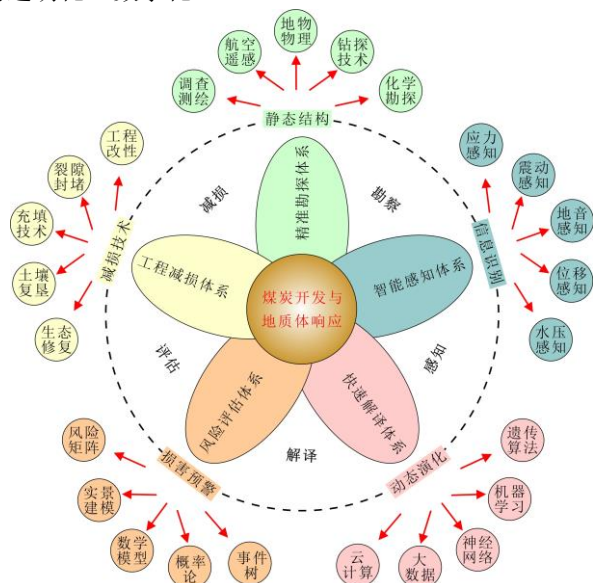 地物
物理
航空
遥感
钻探
技术
调查
测绘
化学
勘探
静态结构
工程
改性
裂隙
封堵
充填
技术
土壤
复垦
生态
修复
减损技术
减损
勘察
精准勘探体系
工程减损体系
智能感知体系
煤炭开发与
地质体响应
风险评估体系
快速解译体系
应力
感知
震动
感知
地音
感知
位移
感知
水压
感知
信息识别
评估
感知
解译
风险
矩阵
实景
建模
数学
模型
概率
论
事件
树
损害预警
动态演化
遗传
算法
机器
学习
神经
网络
大
数据
云
计算